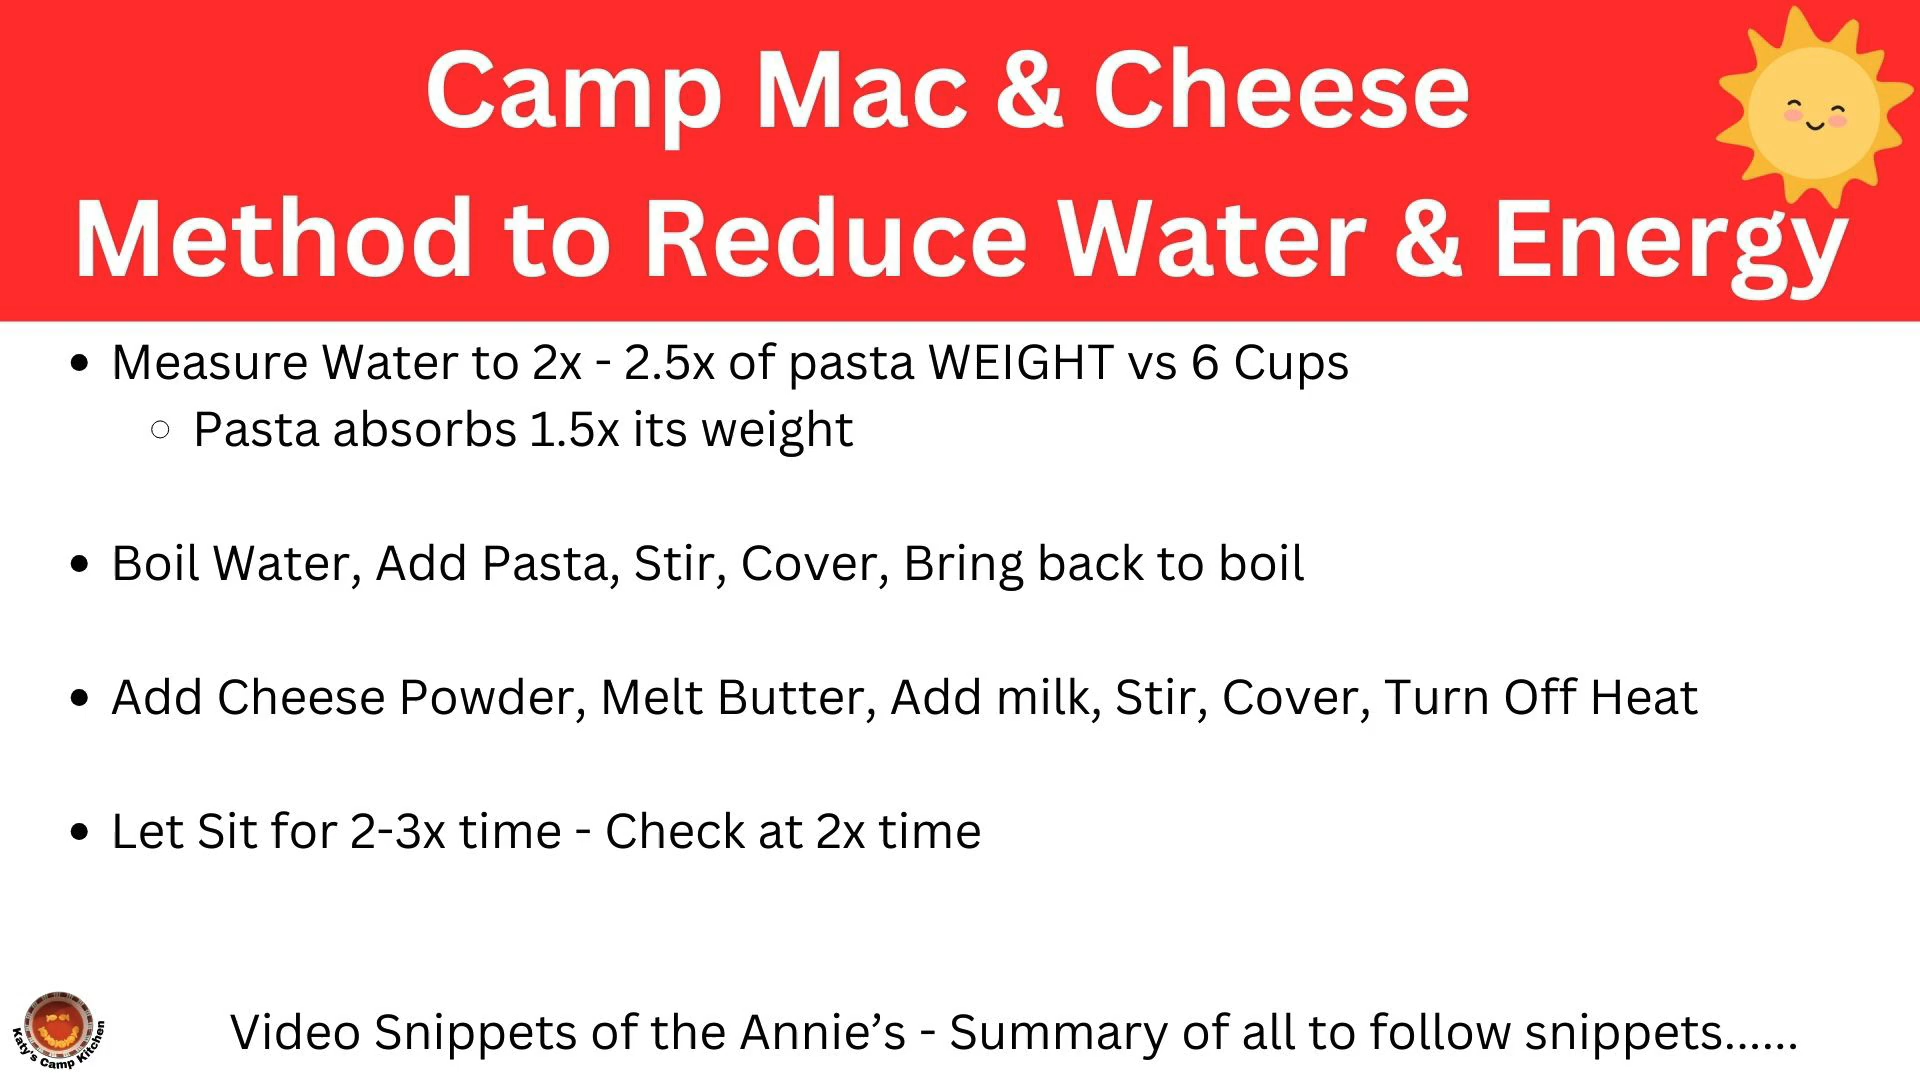 Camp Mac & Cheese
Method to Reduce Water & Energy
• Measure Water to 2x - 2.5x of pasta WEIGHT vs 6 Cups
○ Pasta absorbs 1.5x its weight
• Boil Water, Add Pasta, Stir, Cover, Bring back to boil
• Add Cheese Powder, Melt Butter, Add milk, Stir, Cover, Turn Off Heat
• Let Sit for 2-3x time - Check at 2x time
Katy's Camp Kitchen
Video Snippets of the Annie’s - Summary of all to follow snippets......